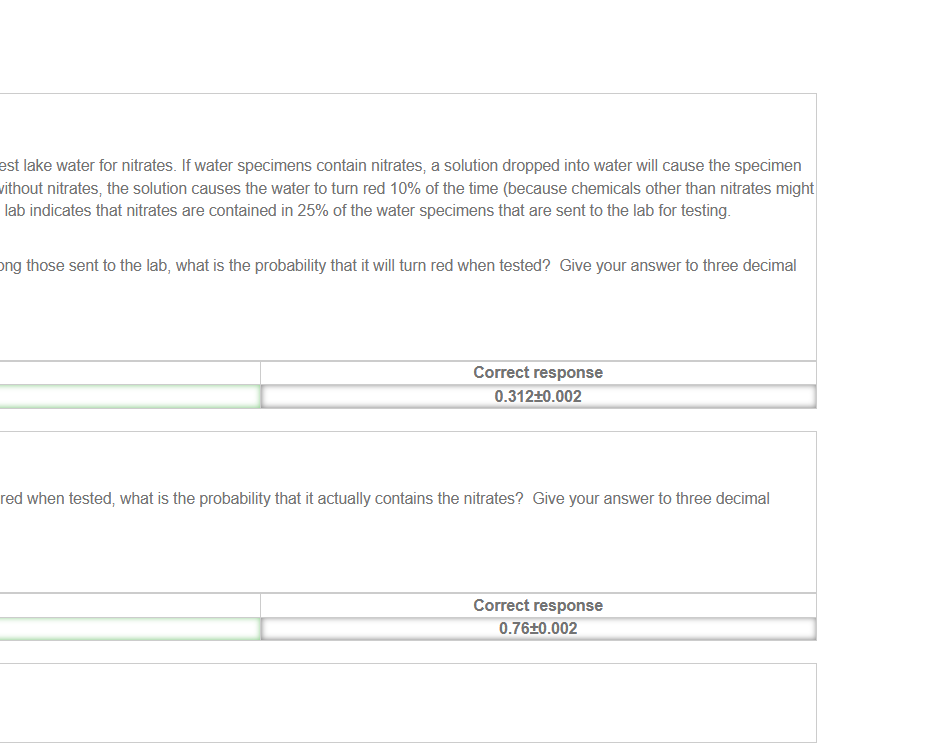 est lake water for nitrates. If water specimens contain nitrates, a solution dropped into water will cause the specimen
without nitrates, the solution causes the water to turn red 10% of the time (because chemicals other than nitrates might
lab indicates that nitrates are contained in 25% of the water specimens that are sent to the lab for testing.
ong those sent to the lab, what is the probability that it will turn red when tested? Give your answer to three decimal
Correct response
0.312±0.002
red when tested, what is the probability that it actually contains the nitrates? Give your answer to three decimal
Correct response
0.76±0.002